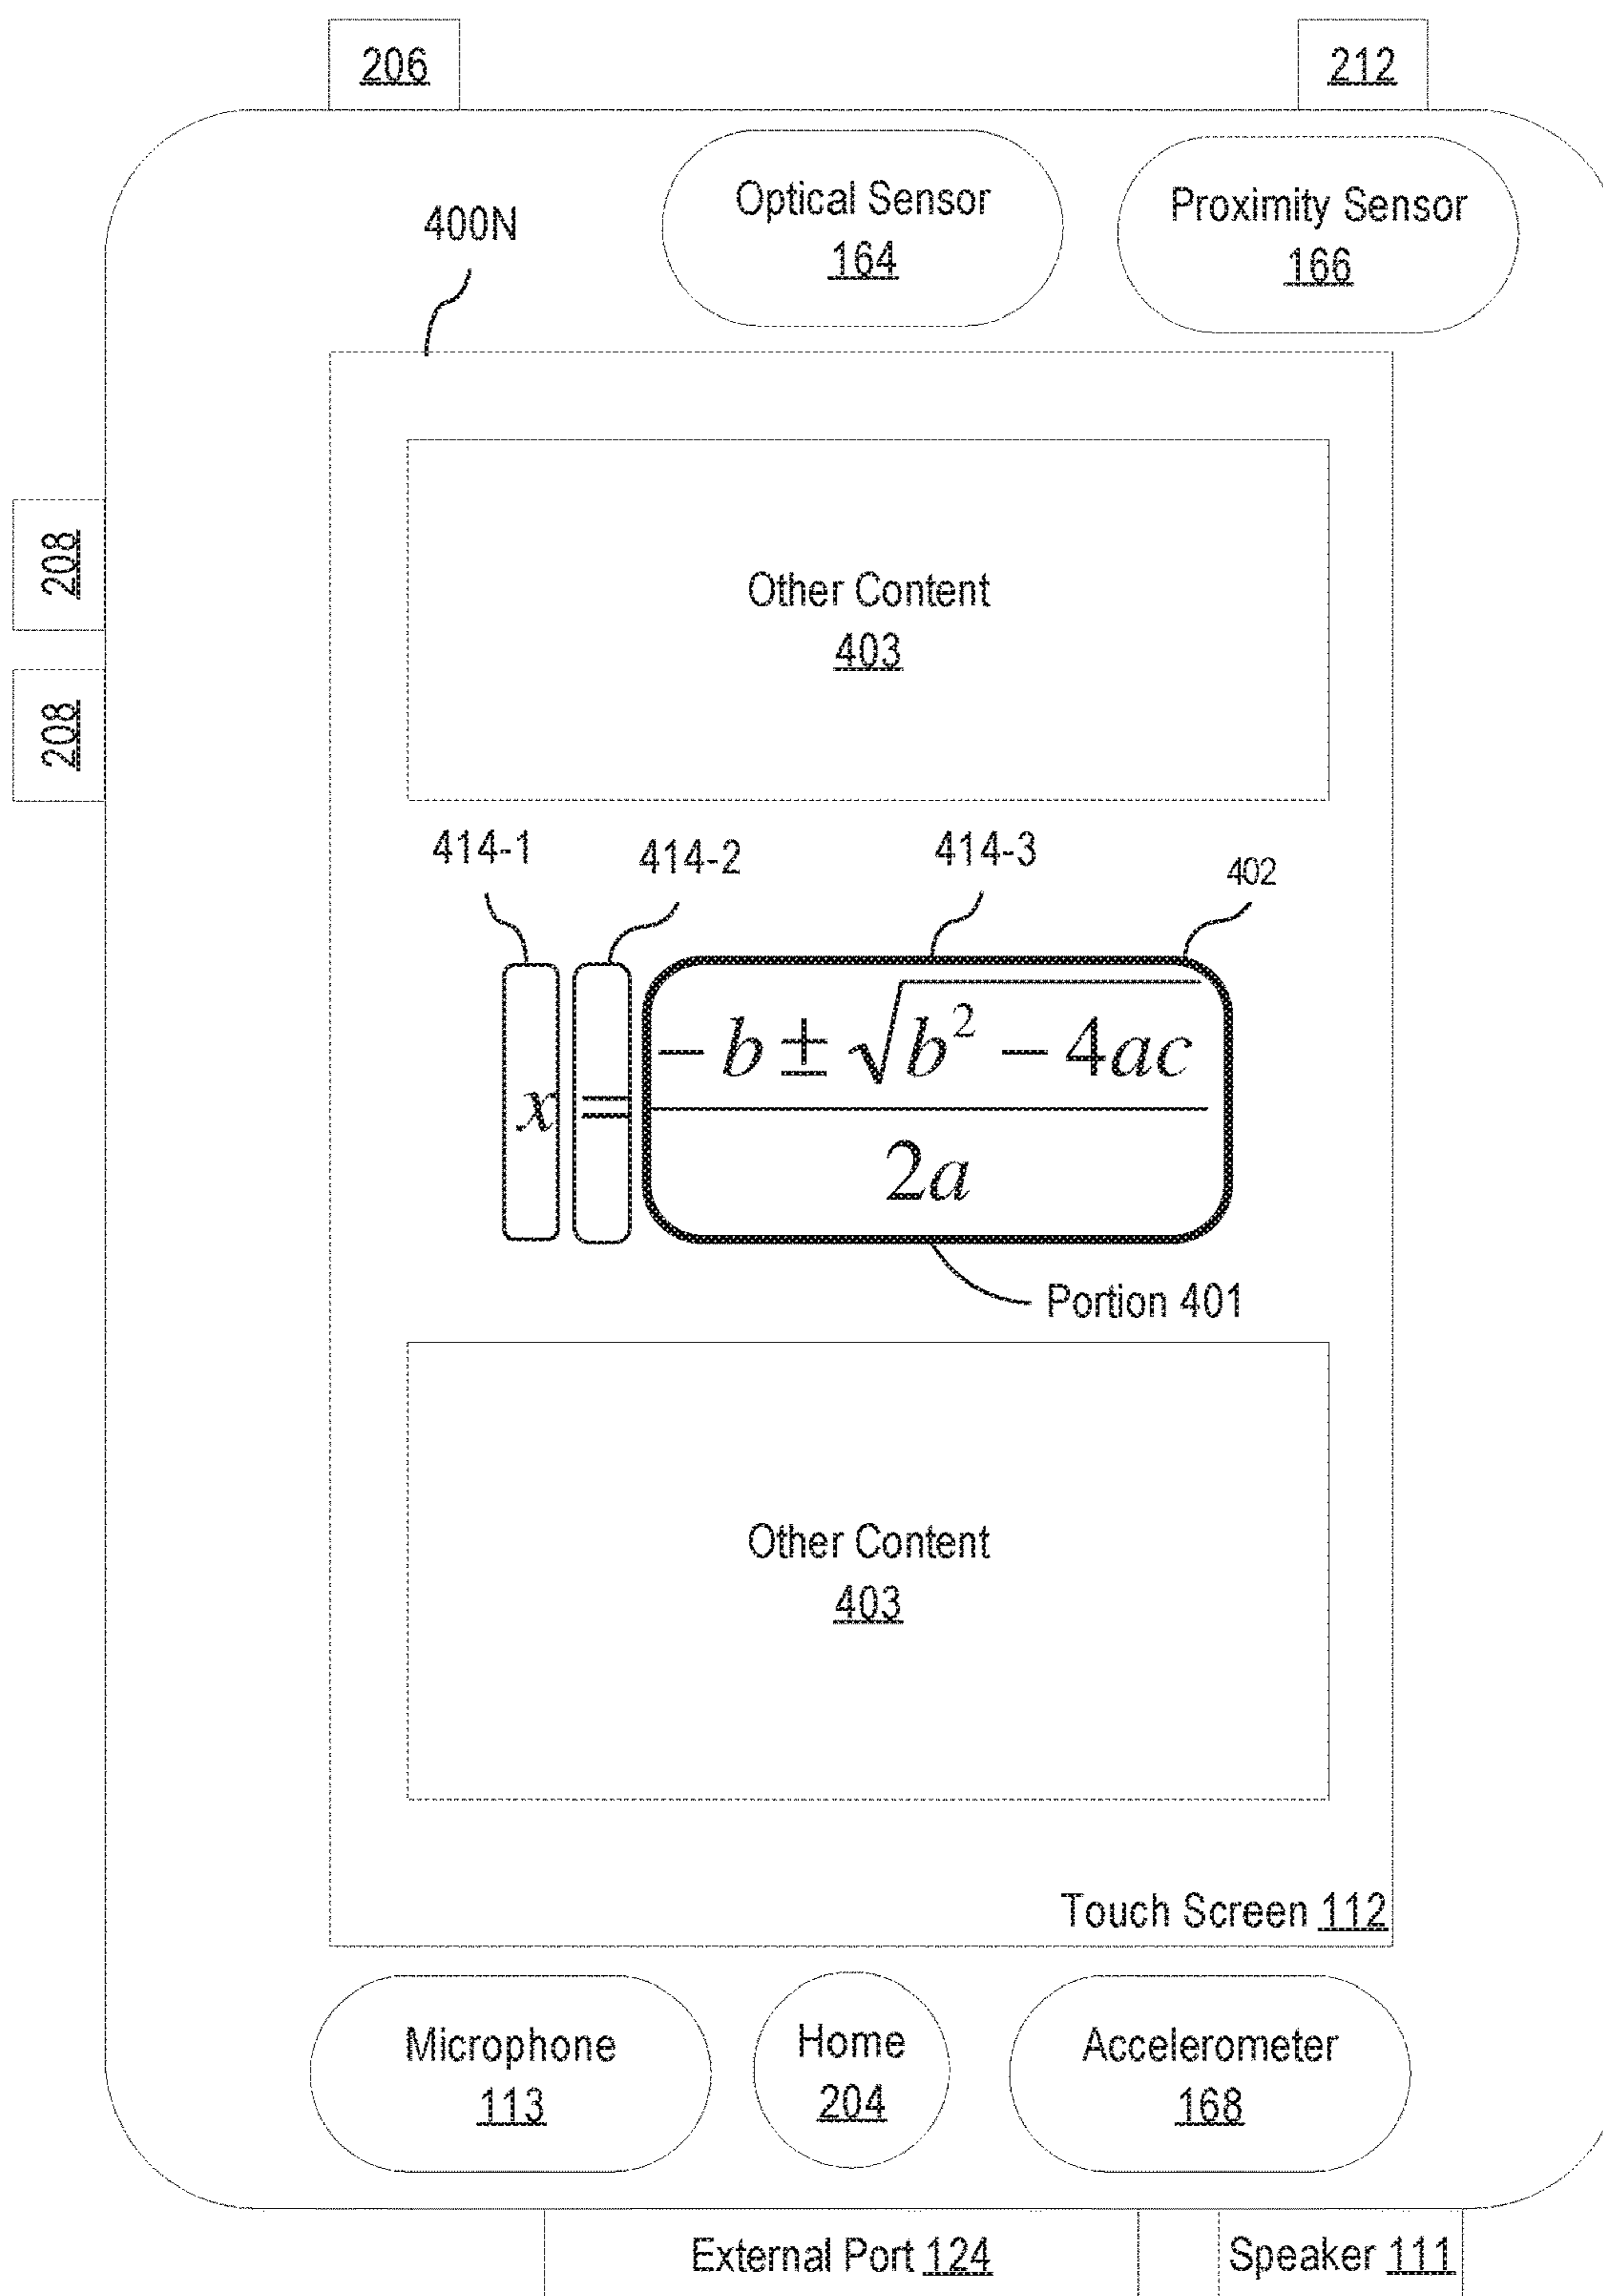 206
212
Optical Sensor
164
Proximity Sensor
166
400N
Other Content
403
208
208
414-1
414-2
414-3
402
x = −b ± √b² − 4ac
2a
Portion 401
Other Content
403
Touch Screen 112
Microphone
113
Home
204
Accelerometer
168
External Port 124
Speaker 111